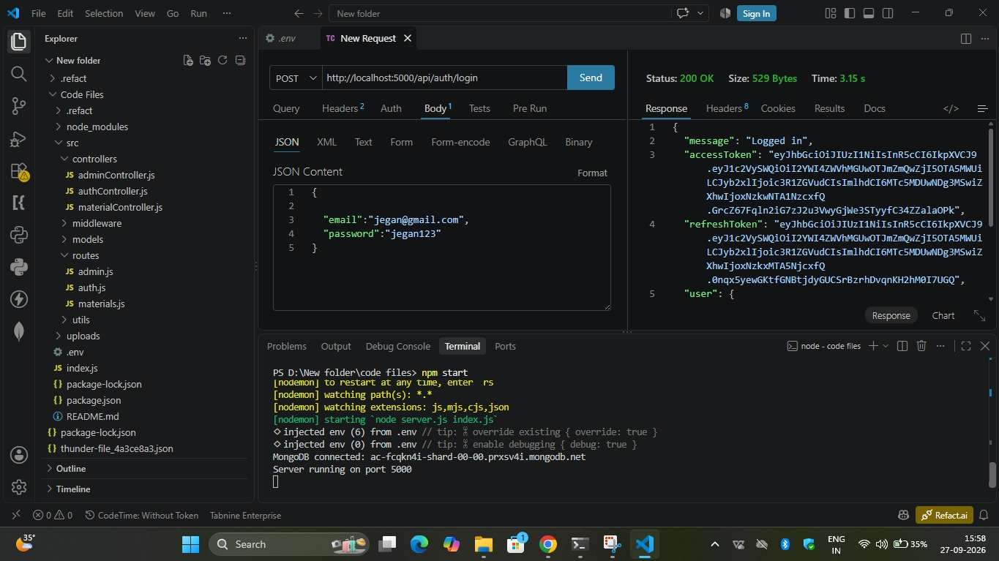 File Edit Selection View Go Run ··· New folder Sign In
Explorer ···
New folder
.refact
Code Files
.refact
node_modules
src
controllers
JS adminController.js
JS authController.js
JS materialController.js
middleware
models
routes
JS admin.js
JS auth.js
JS materials.js
utils
uploads
.env
JS index.js
{} package-lock.json
{} package.json
README.md
{} package-lock.json
{} thunder-file_4a3ce8a3.json
Outline
Timeline
.env TC New Request
POST http://localhost:5000/api/auth/login Send
Query Headers 2 Auth Body 1 Tests Pre Run
JSON XML Text Form Form-encode GraphQL Binary
JSON Content Format
1 {
2
3 "email":"jegan@gmail.com",
4 "password":"jegan123"
5 }
Status: 200 OK Size: 529 Bytes Time: 3.15 s
Response Headers 8 Cookies Results Docs </>
1 {
2 "message": "Logged in",
3 "accessToken": "eyJhbGciOiJIUzI1NiIsInR5cCI6IkpXVCJ9
4 "refreshToken": "eyJhbGciOiJIUzI1NiIsInR5cCI6IkpXVCJ9
5 "user": {
Response Chart
Problems Output Debug Console Terminal Ports node - code files
PS D:\New folder\code files> npm start
[nodemon] to restart at any time, enter rs
[nodemon] watching path(s): *.*
[nodemon] watching extensions: js,mjs,cjs,json
[nodemon] starting `node server.js index.js`
injected env (6) from .env // tip: ⌘ override existing { override: true }
injected env (0) from .env // tip: ⌘ enable debugging { debug: true }
MongoDB connected: ac-fcqkn4i-shard-00-00.prxsv4i.mongodb.net
Server running on port 5000
0 0 CodeTime: Without Token Tabnine Enterprise Refact.ai
35° Search 1 ENG IN 35% 15:58 27-09-2026